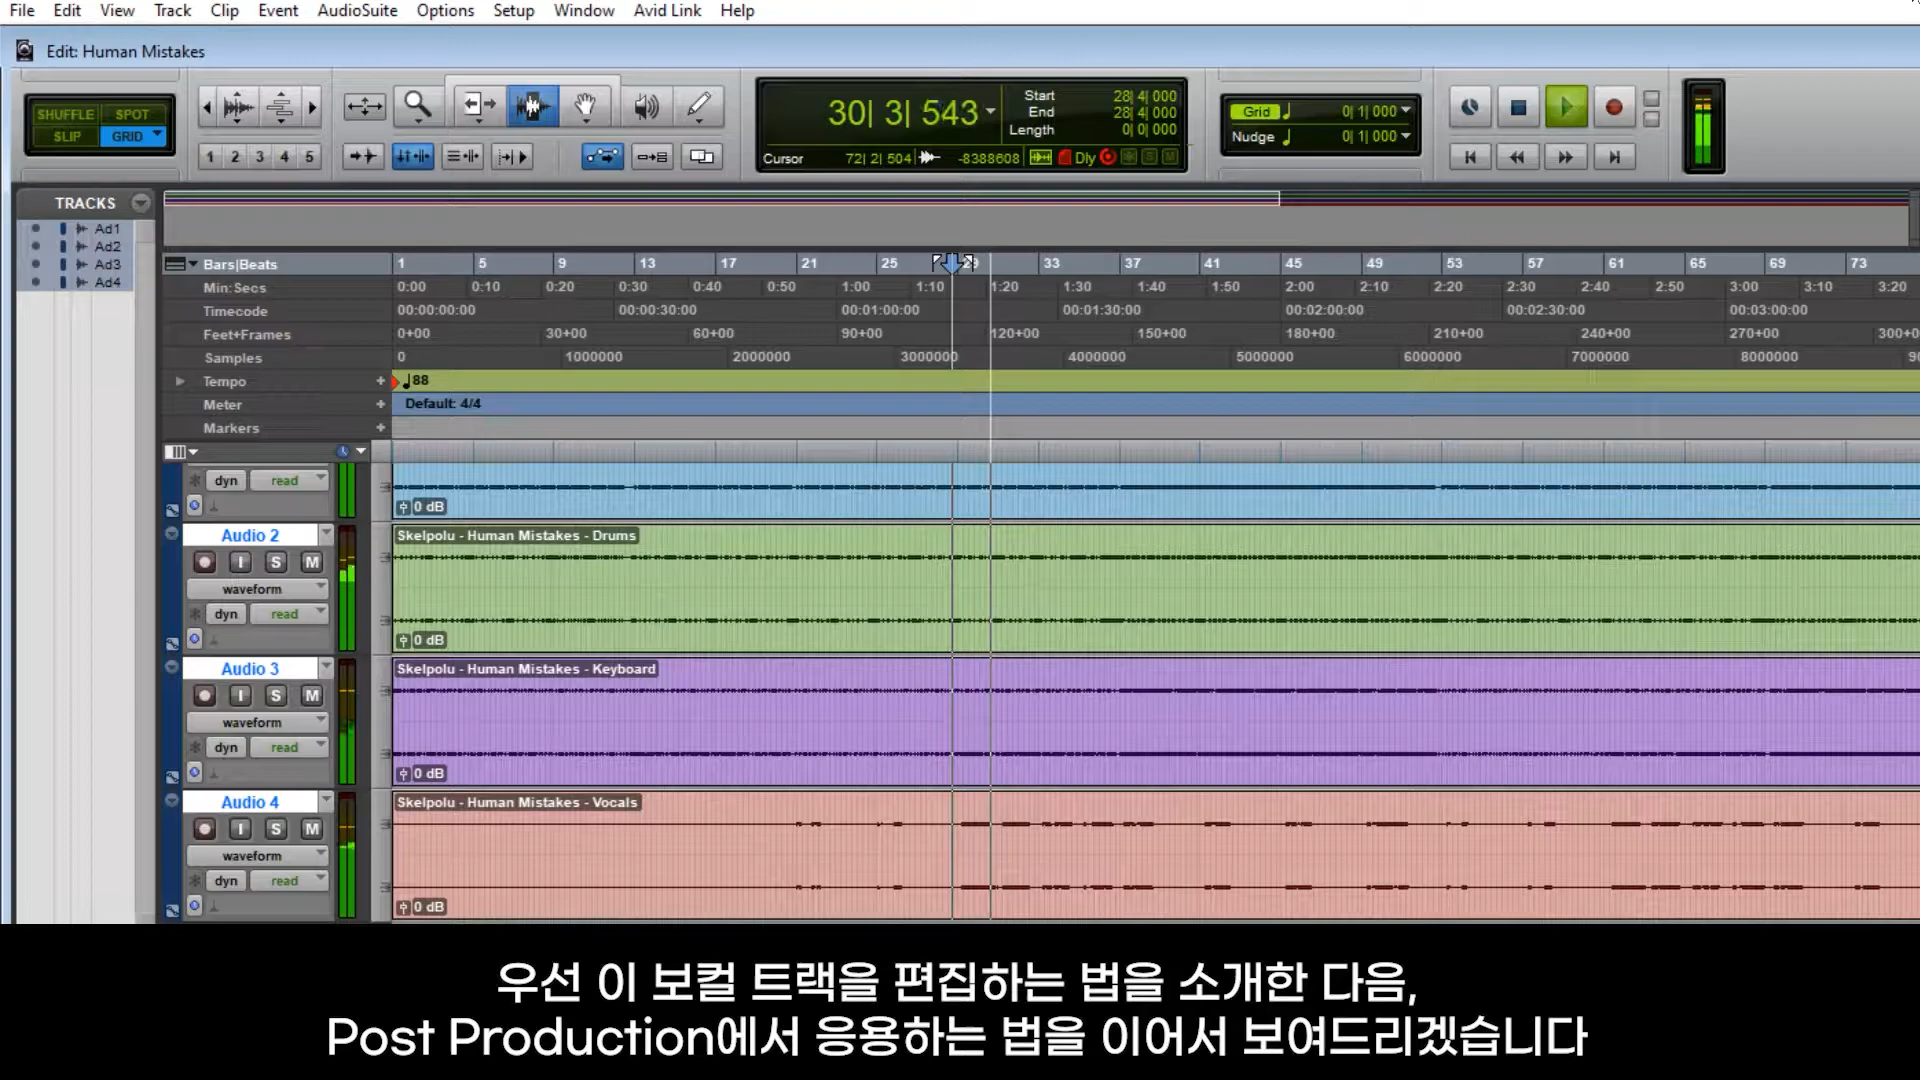 File Edit View Track Clip Event AudioSuite Options Setup Window Avid Link Help
Edit: Human Mistakes
SHUFFLE SPOT
SLIP GRID
1 2 3 4 5
30| 3| 543
Start 28| 4| 000
End 28| 4| 000
Length 0| 0| 000
Cursor 72| 2| 504 -8388608 Dly S M
Grid 0| 1| 000
Nudge 0| 1| 000
TRACKS
Ad1
Ad2
Ad3
Ad4
Bars|Beats 1 5 9 13 17 21 25 33 37 41 45 49 53 57 61 65 69 73
Min:Secs 0:00 0:10 0:20 0:30 0:40 0:50 1:00 1:10 1:20 1:30 1:40 1:50 2:00 2:10 2:20 2:30 2:40 2:50 3:00 3:10 3:20
Timecode 00:00:00:00 00:00:30:00 00:01:00:00 00:01:30:00 00:02:00:00 00:02:30:00 00:03:00:00
Feet+Frames 0+00 30+00 60+00 90+00 120+00 150+00 180+00 210+00 240+00 270+00 300+0
Samples 0 1000000 2000000 3000000 4000000 5000000 6000000 7000000 8000000
Tempo + 88
Meter + Default: 4/4
Markers +
dyn read
0 dB
Audio 2
Skelpolu - Human Mistakes - Drums
I S M
waveform
dyn read
0 dB
Audio 3
Skelpolu - Human Mistakes - Keyboard
I S M
waveform
dyn read
0 dB
Audio 4
Skelpolu - Human Mistakes - Vocals
I S M
waveform
dyn read
0 dB
우선 이 보컬 트랙을 편집하는 법을 소개한 다음,
Post Production에서 응용하는 법을 이어서 보여드리겠습니다